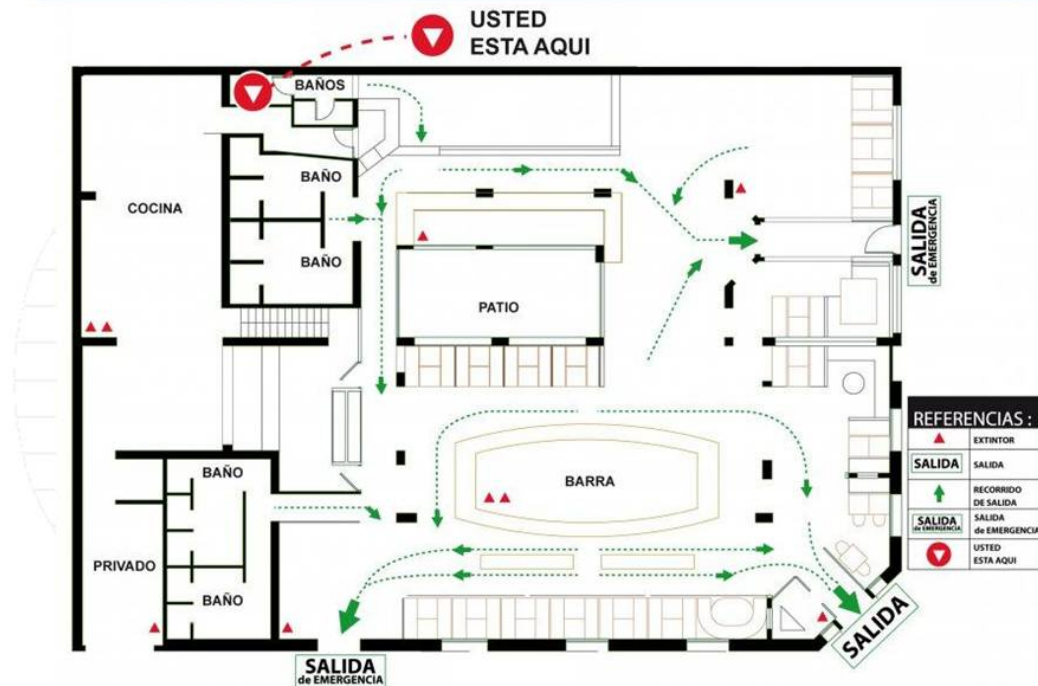 USTED
ESTA AQUI
BAÑOS
BAÑO
COCINA
BAÑO
SALIDA
de EMERGENCIA
PATIO
REFERENCIAS :
EXTINTOR
SALIDA
SALIDA
RECORRIDO
DE SALIDA
SALIDA
de EMERGENCIA
SALIDA
de EMERGENCIA
USTED
ESTA AQUI
BAÑO
BARRA
PRIVADO
BAÑO
SALIDA
SALIDA
de EMERGENCIA